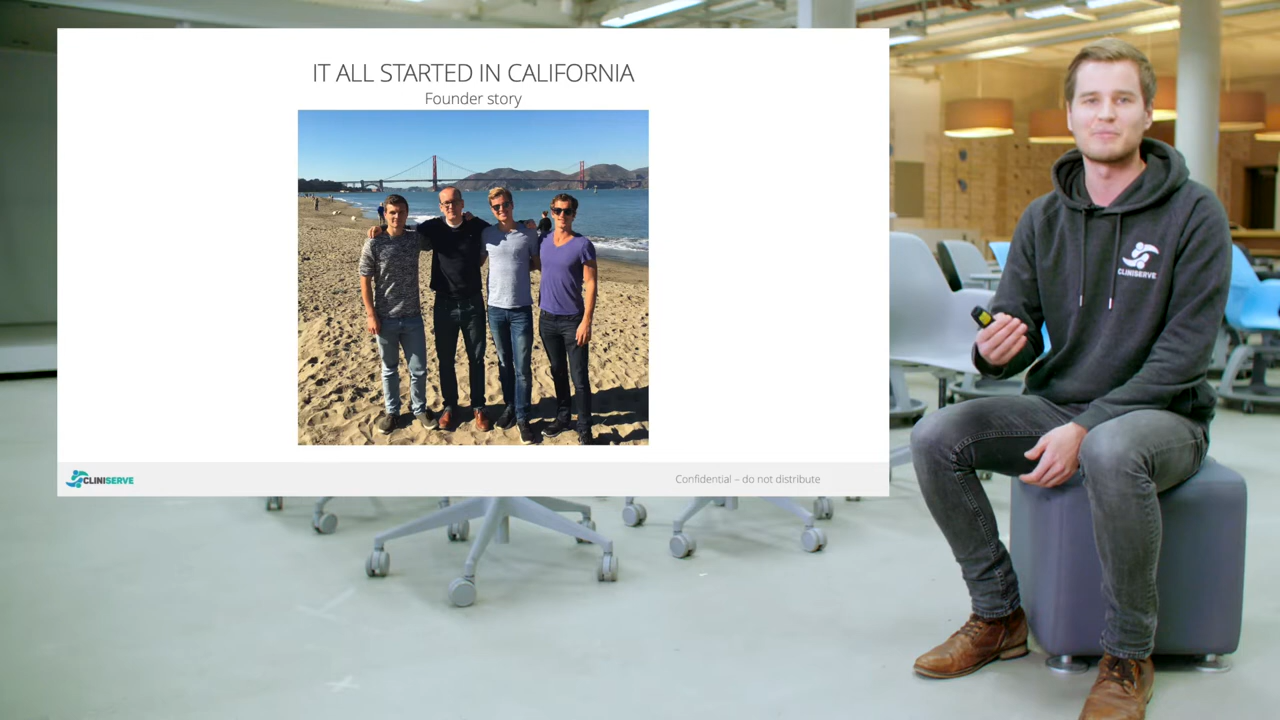 IT ALL STARTED IN CALIFORNIA
Founder story
CLINISERVE
Confidential – do not distribute
CLINISERVE